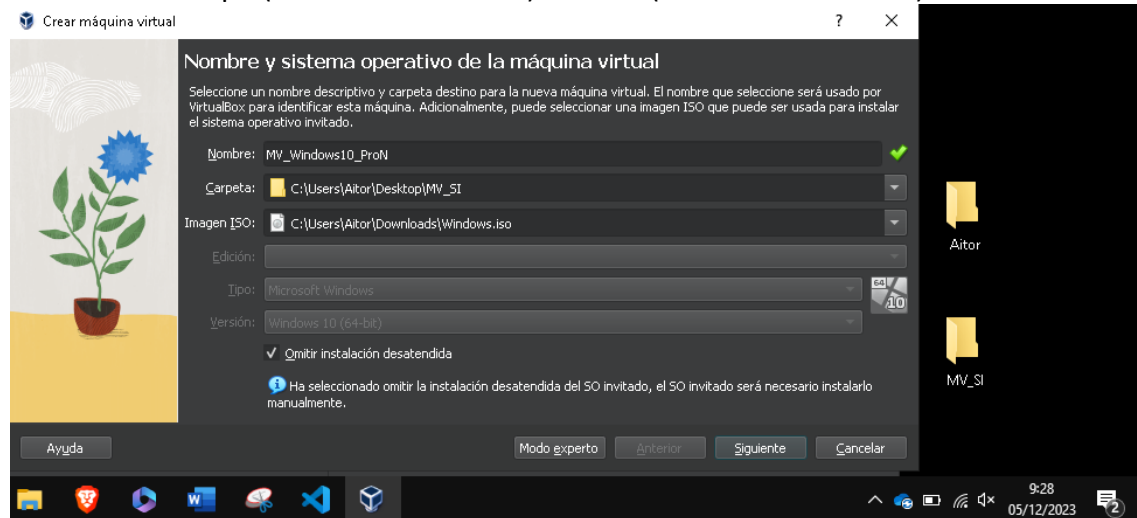 Crear máquina virtual
? ×
Nombre y sistema operativo de la máquina virtual
Seleccione un nombre descriptivo y carpeta destino para la nueva máquina virtual. El nombre que seleccione será usado por
VirtualBox para identificar esta máquina. Adicionalmente, puede seleccionar una imagen ISO que puede ser usada para instalar
el sistema operativo invitado.
Nombre: MV_Windows10_ProN
Carpeta: C:\Users\Aitor\Desktop\MV_SI
Imagen ISO: C:\Users\Aitor\Downloads\Windows.iso
Edición:
Tipo: Microsoft Windows
64
10
Versión: Windows 10 (64-bit)
Omitir instalación desatendida
Ha seleccionado omitir la instalación desatendida del SO invitado, el SO invitado será necesario instalarlo
manualmente.
Ayuda Modo experto Anterior Siguiente Cancelar
Aitor
MV_SI
9:28
05/12/2023
2